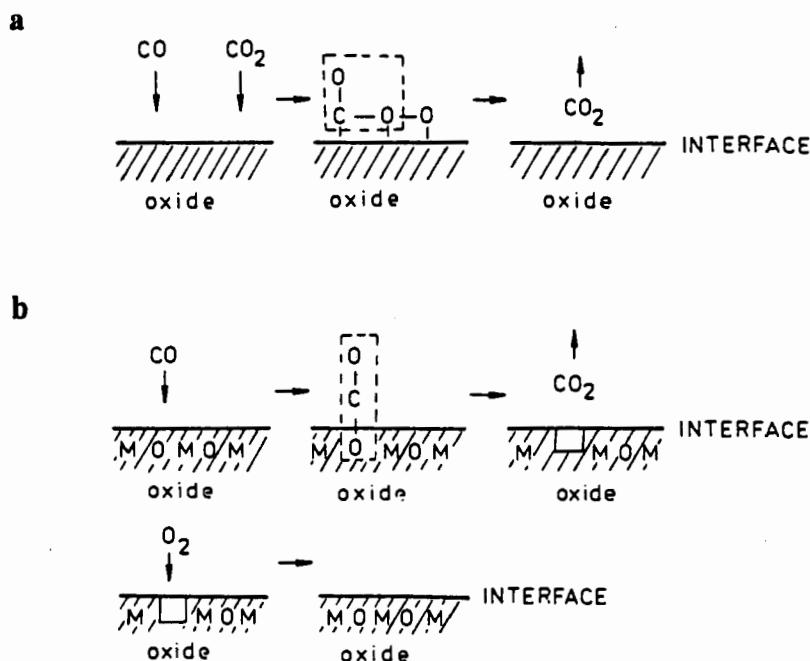 a
CO CO2
O
C — O — O
CO2
INTERFACE
oxide oxide oxide
b
CO
O
C
O
CO2
INTERFACE
M O M O M M M O M M M O M
oxide oxide oxide
O2
INTERFACE
M M O M M O M O M
oxide oxide